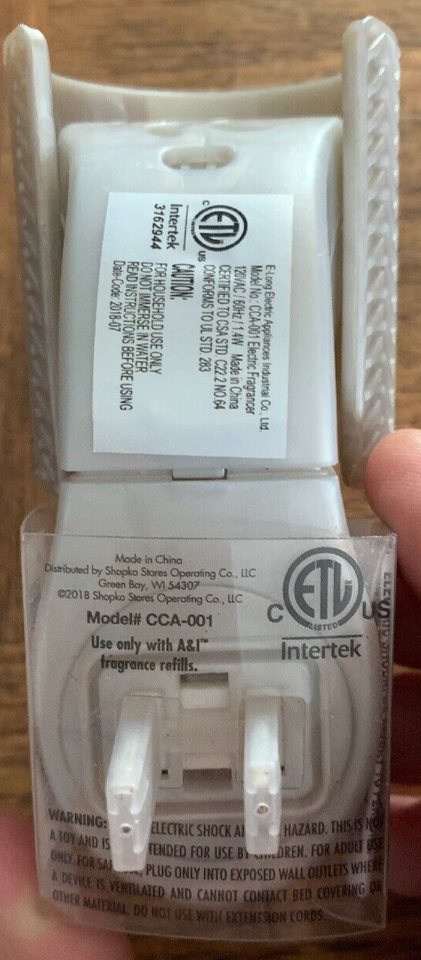 E-Long Electric Appliances Industrial Co., Ltd.
Model No.: CCA-001 Electric Fragrancer
120/AC / 60Hz / 1.4W Made in China
CERTIFIED TO CSA STD. C22.2 NO.64
CONFORMS TO UL STD. 283
C ETL US
Intertek
3162944
CAUTION:
FOR HOUSEHOLD USE ONLY
DO NOT IMMERSE IN WATER
READ INSTRUCTIONS BEFORE USING
Date-Code: 2018-07
Made in China
Distributed by Shopko Stores Operating Co., LLC
Green Bay, WI 54307
©2018 Shopko Stores Operating Co., LLC
Model# CCA-001
Use only with A&I™
fragrance refills.
C ETL US
LISTED
Intertek
WARNING: ELECTRIC SHOCK HAZARD. THIS IS NOT
A TOY AND IS INTENDED FOR USE BY CHILDREN. FOR ADULT USE
ONLY. FOR PLUG ONLY INTO EXPOSED WALL OUTLETS WHERE
A DEVICE IS VENTILATED AND CANNOT CONTACT BED COVERING OR
OTHER MATERIAL. DO NOT USE WITH EXTENSION CORDS.